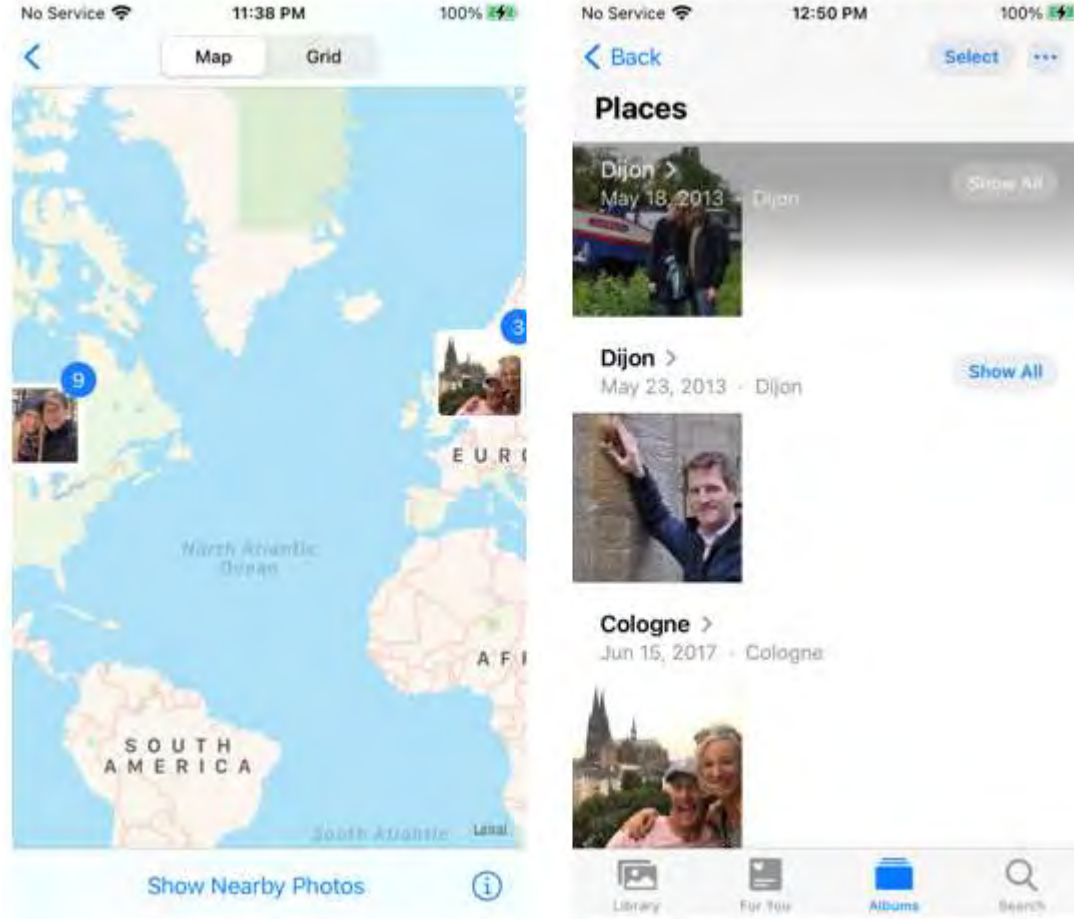 No Service 11:38 PM 100%
Map Grid
9
3
EURO
North Atlantic
Ocean
AFR
SOUTH
AMERICA
South Atlantic Legal
Show Nearby Photos
No Service 12:50 PM 100%
Back Select
Places
Dijon >
May 18, 2013 · Dijon Show All
Dijon >
May 23, 2013 · Dijon Show All
Cologne >
Jun 15, 2017 · Cologne
Library For You Albums Search